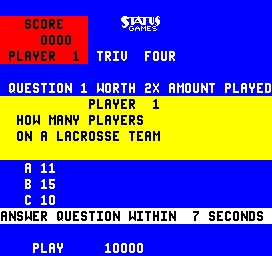 SCORE
0000
PLAYER 1
STATUS
GAMES
TRIV FOUR
QUESTION 1 WORTH 2X AMOUNT PLAYED
PLAYER 1
HOW MANY PLAYERS
ON A LACROSSE TEAM
A 11
B 15
C 10
ANSWER QUESTION WITHIN 7 SECONDS
PLAY 10000